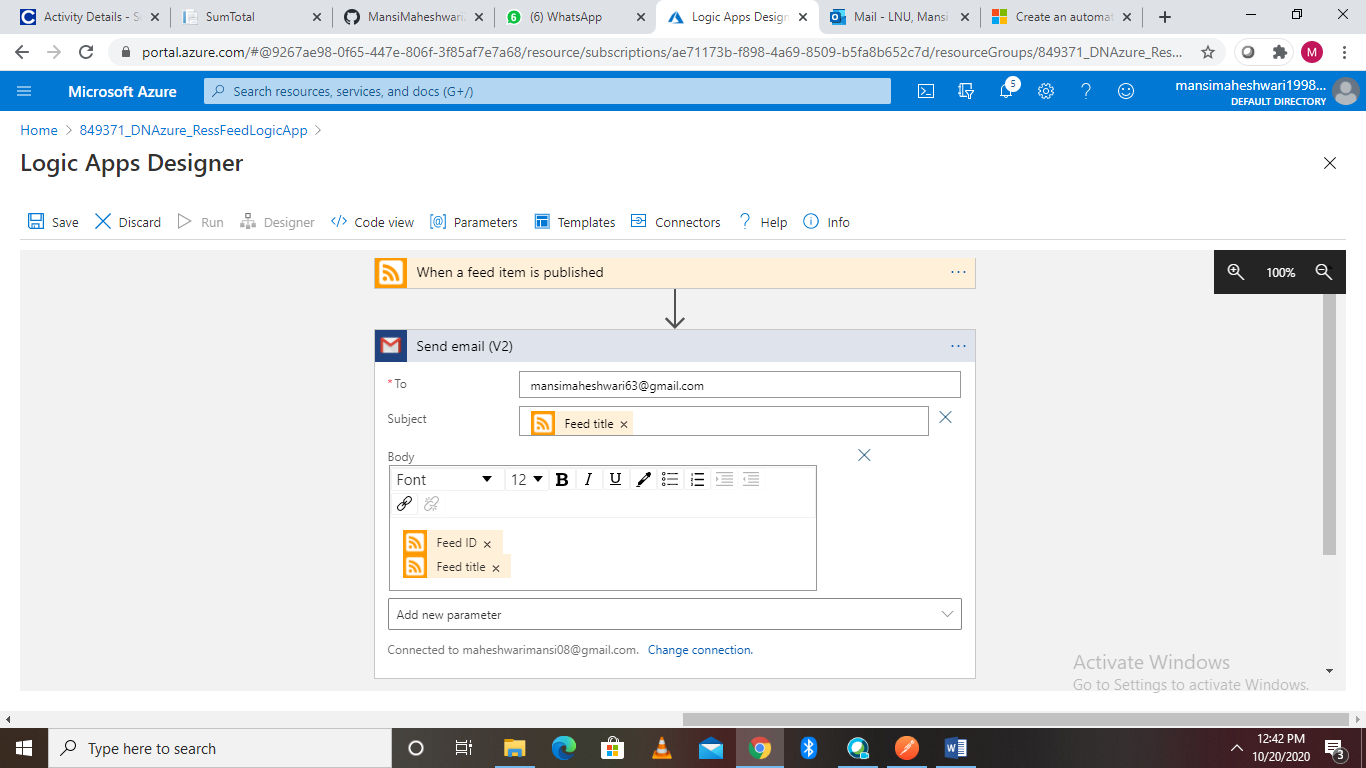 Activity Details - S
SumTotal
MansiMaheshwari
(6) WhatsApp
Logic Apps Design
Mail - LNU, Mansi
Create an automat
portal.azure.com/#@9267ae98-0f65-447e-806f-3f85af7e7a68/resource/subscriptions/ae71173b-f898-4a69-8509-b5fa8b652c7d/resourceGroups/849371_DNAzure_Res...
M
Microsoft Azure
Search resources, services, and docs (G+/)
5
mansimaheshwari1998...
DEFAULT DIRECTORY
Home > 849371_DNAzure_RessFeedLogicApp >
Logic Apps Designer
Save
Discard
Run
Designer
Code view
Parameters
Templates
Connectors
Help
Info
When a feed item is published
...
100%
Send email (V2)
...
* To
mansimaheshwari63@gmail.com
Subject
Feed title ×
Body
Font
12
B I U
Feed ID ×
Feed title ×
Add new parameter
Connected to maheshwarimansi08@gmail.com. Change connection.
Activate Windows
Go to Settings to activate Windows.
Type here to search
12:42 PM
10/20/2020
3